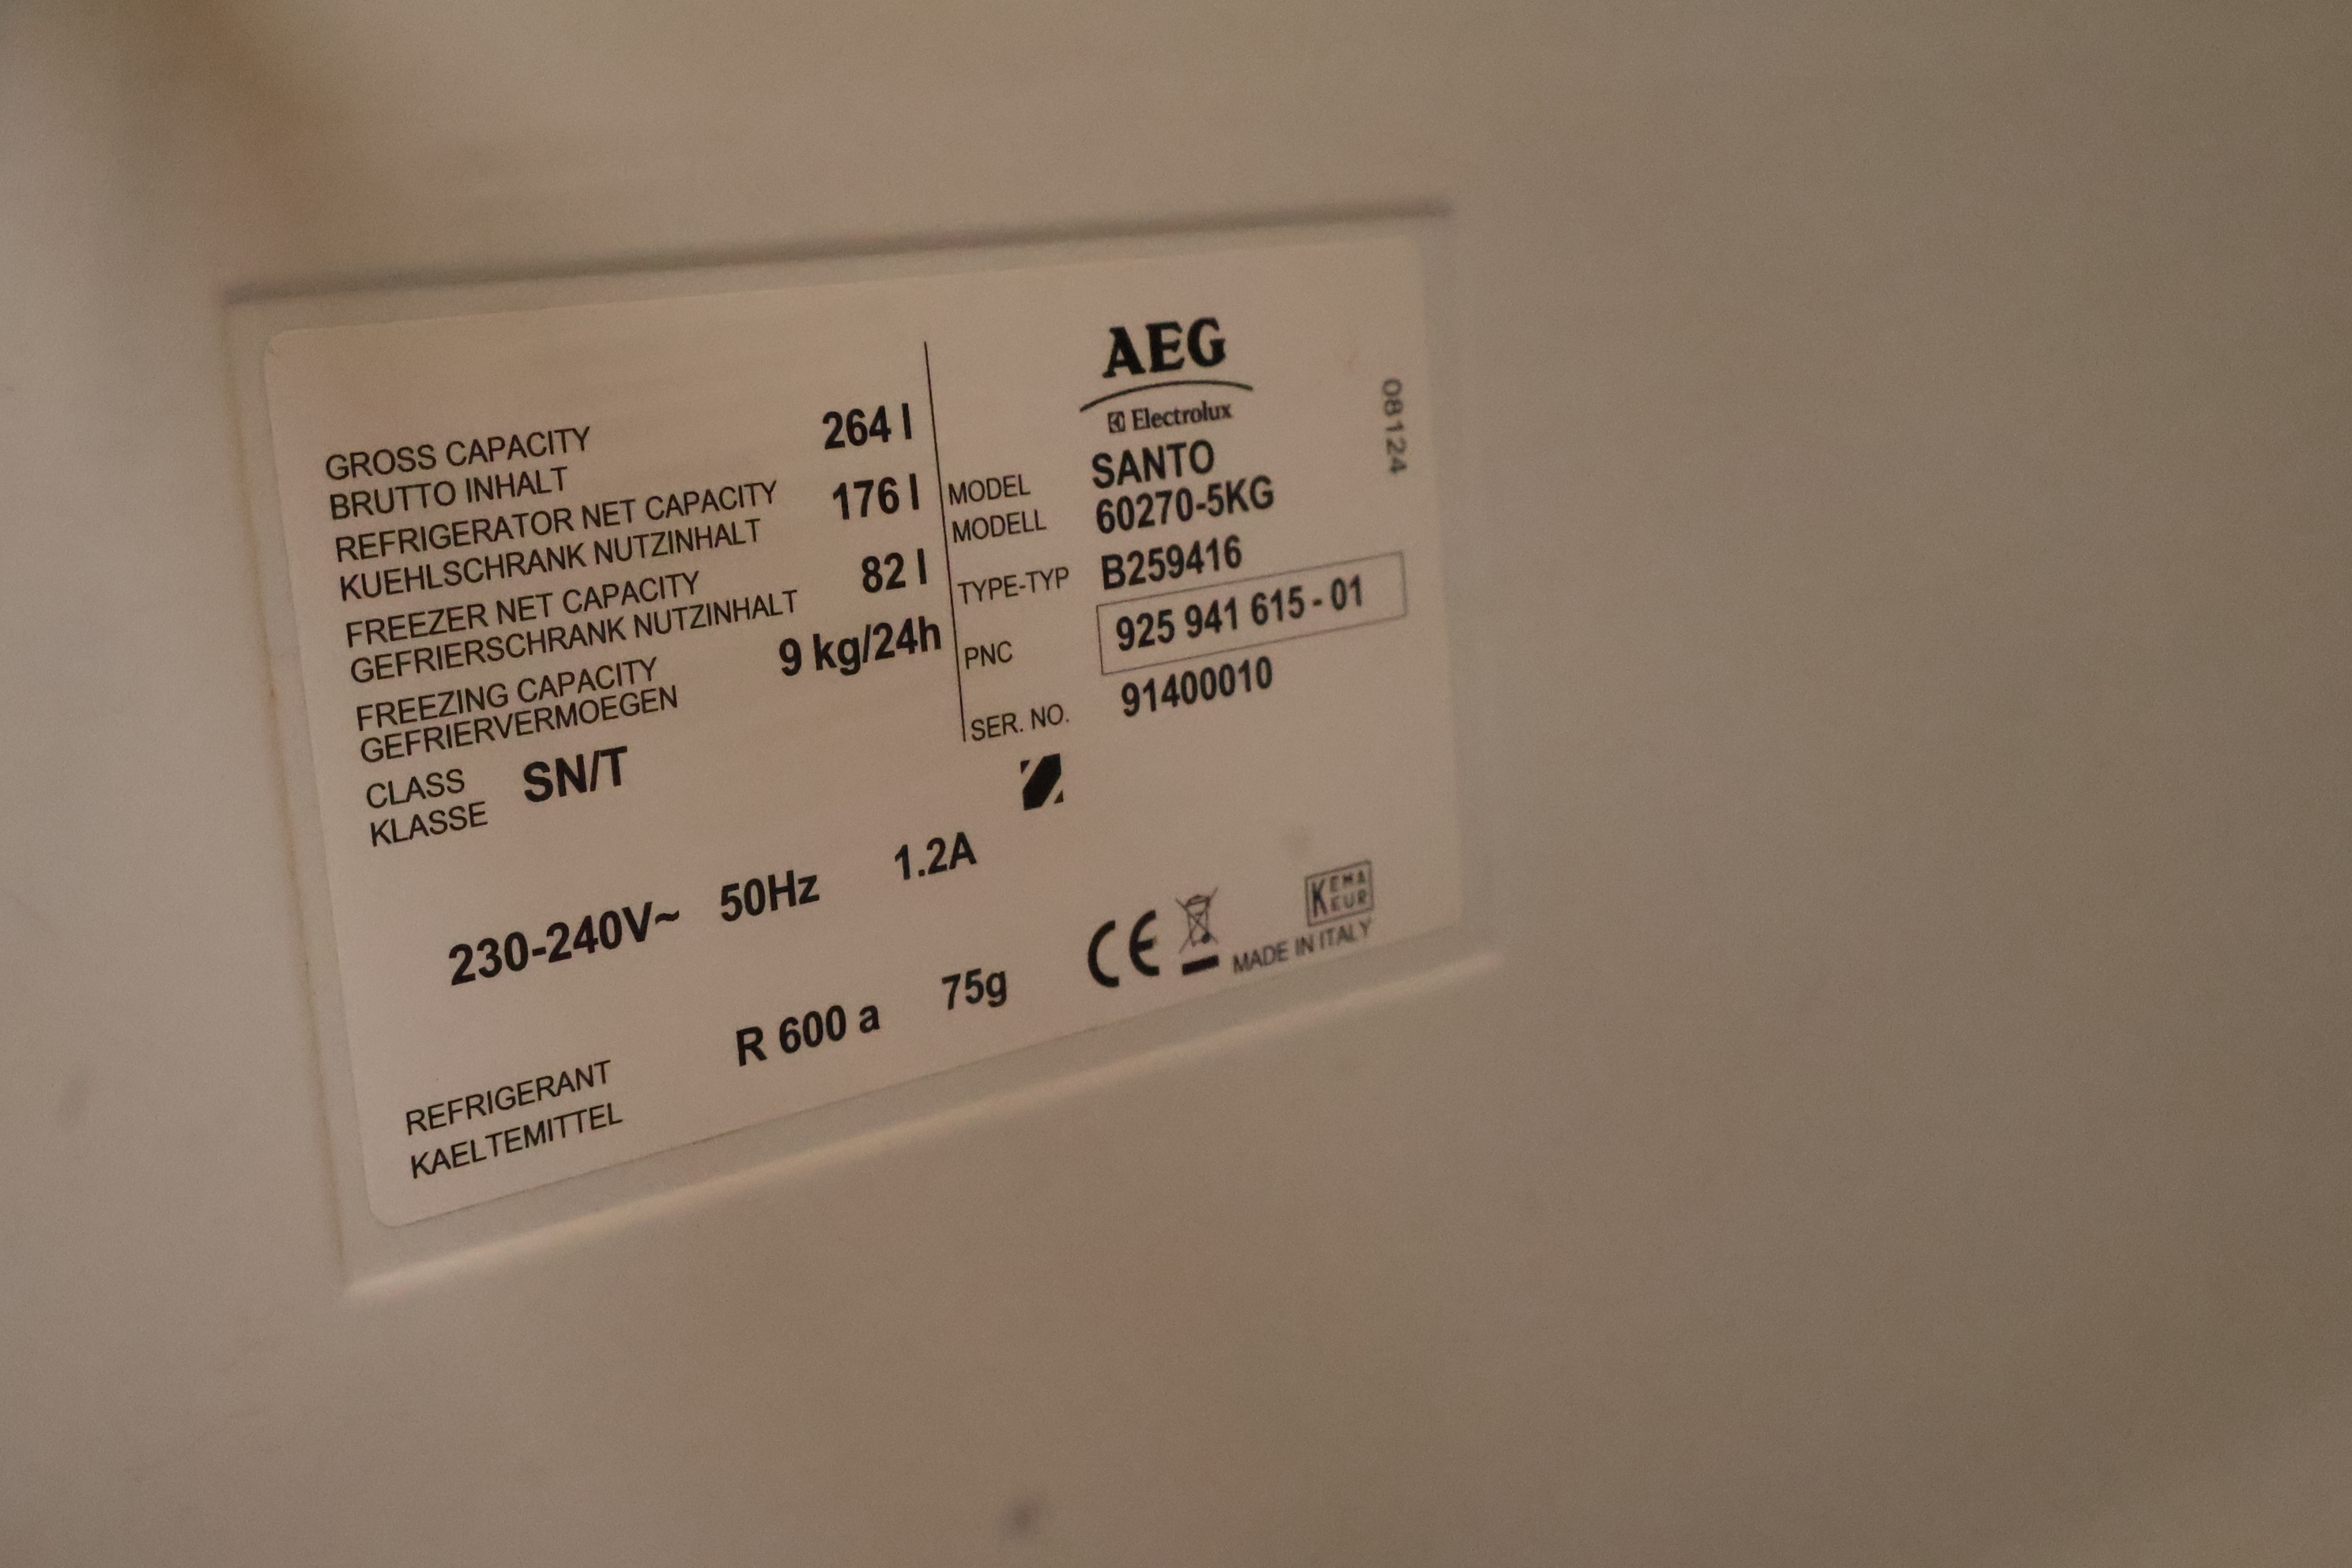 GROSS CAPACITY 264 l
BRUTTO INHALT
REFRIGERATOR NET CAPACITY 176 l
KUEHLSCHRANK NUTZINHALT
FREEZER NET CAPACITY 82 l
GEFRIERSCHRANK NUTZINHALT
FREEZING CAPACITY 9 kg/24h
GEFRIERVERMOEGEN
CLASS SN/T
KLASSE
230-240V~ 50Hz 1.2A
REFRIGERANT R 600 a 75g
KAELTEMITTEL
AEG
Electrolux
MODEL SANTO
MODELL 60270-5KG
TYPE-TYP B259416
PNC 925 941 615 - 01
SER. NO. 91400010
08124
CE
KEMA
EUR
MADE IN ITALY